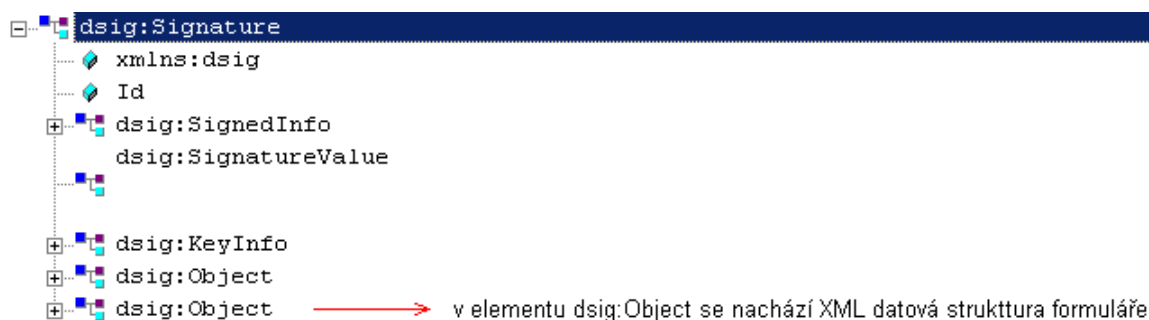 dsig:Signature
xmlns:dsig
Id
dsig:SignedInfo
dsig:SignatureValue
dsig:KeyInfo
dsig:Object
dsig:Object v elementu dsig:Object se nachází XML datová strukttura formuláře